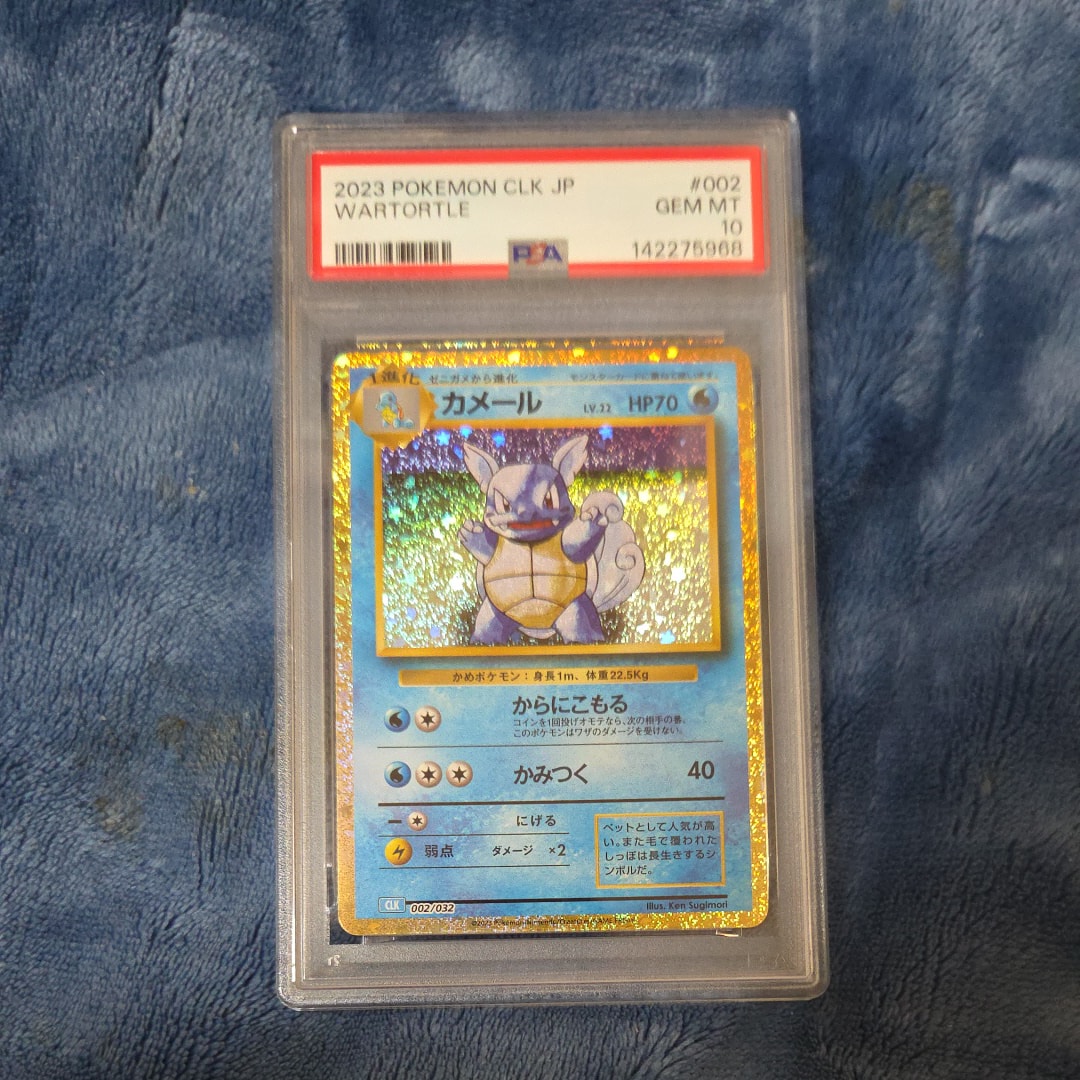 2023 POKEMON CLK JP #002
WARTORTLE GEM MT
10
PSA 142275968
1進化 ゼニガメから進化
カメール LV.22 HP70
かめポケモン：身長1m、体重22.5Kg
からにこもる
コインを1回投げオモテなら、次の相手の番、
このポケモンはワザのダメージを受けない。
かみつく 40
ー にげる
弱点 ダメージ ×2
ペットとして人気が高
い。また毛で覆われた
しっぽは長生きするシ
ンボルだ。
CLK 002/032
Illus. Ken Sugimori